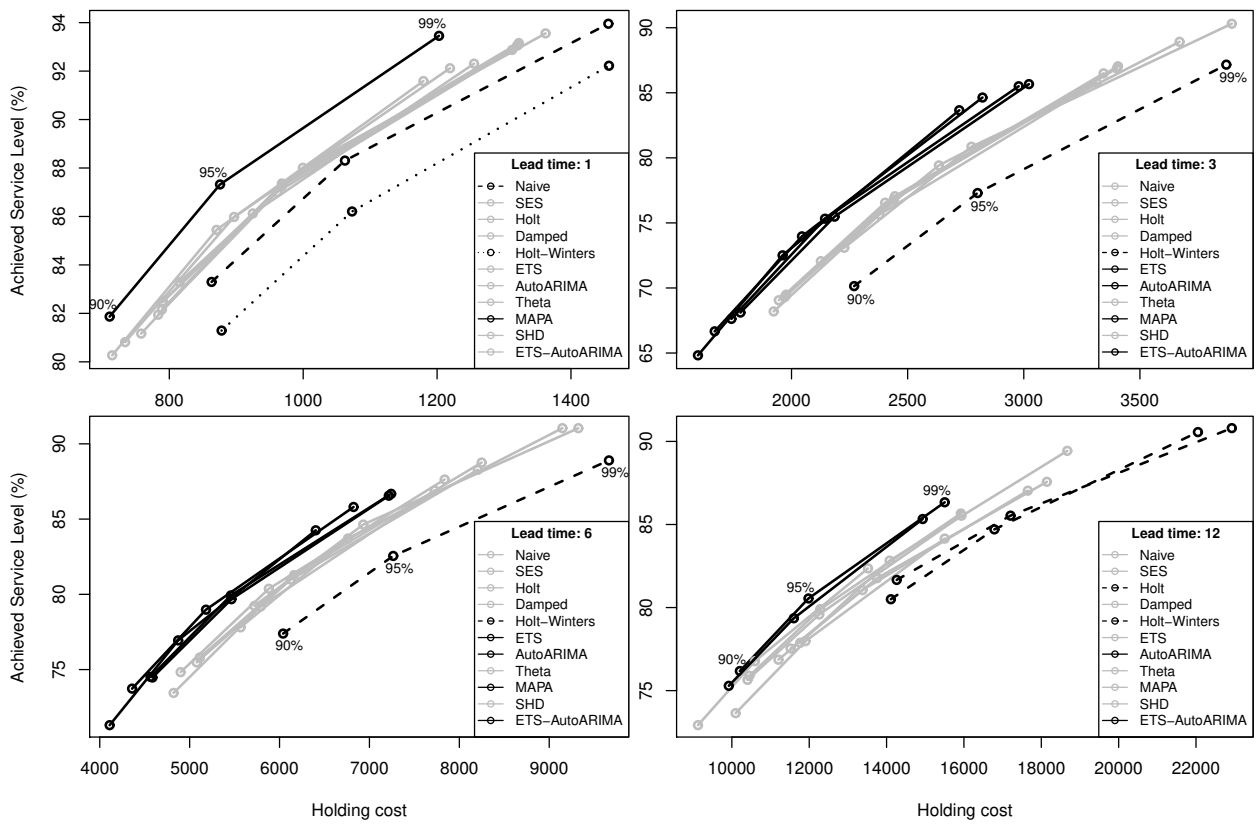 Achieved Service Level (%)
94
92
90
88
86
84
82
80
99%
95%
90%
Lead time: 1
Naive
SES
Holt
Damped
Holt−Winters
ETS
AutoARIMA
Theta
MAPA
SHD
ETS−AutoARIMA
800 1000 1200 1400
90
85
80
75
70
65
99%
95%
90%
Lead time: 3
Naive
SES
Holt
Damped
Holt−Winters
ETS
AutoARIMA
Theta
MAPA
SHD
ETS−AutoARIMA
2000 2500 3000 3500
Achieved Service Level (%)
90
85
80
75
99%
95%
90%
Lead time: 6
Naive
SES
Holt
Damped
Holt−Winters
ETS
AutoARIMA
Theta
MAPA
SHD
ETS−AutoARIMA
4000 5000 6000 7000 8000 9000
Holding cost
90
85
80
75
99%
95%
90%
Lead time: 12
Naive
SES
Holt
Damped
Holt−Winters
ETS
AutoARIMA
Theta
MAPA
SHD
ETS−AutoARIMA
10000 12000 14000 16000 18000 20000 22000
Holding cost